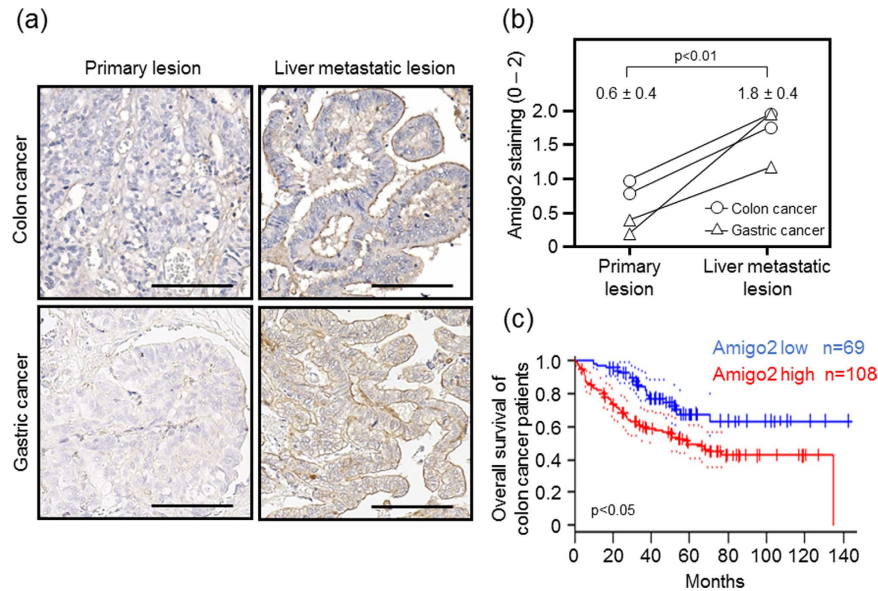 (a)
Primary lesion
Liver metastatic lesion
Colon cancer
Gastric cancer
(b)
p<0.01
0.6 ± 0.4
1.8 ± 0.4
Amigo2 staining (0 – 2)
2.0
1.5
1.0
0.5
0
Colon cancer
Gastric cancer
Primary
lesion
Liver metastatic
lesion
(c)
Amigo2 low n=69
Amigo2 high n=108
Overall survival of
colon cancer patients
1.0
0.8
0.6
0.4
0.2
0
p<0.05
0 20 40 60 80 100 120 140
Months